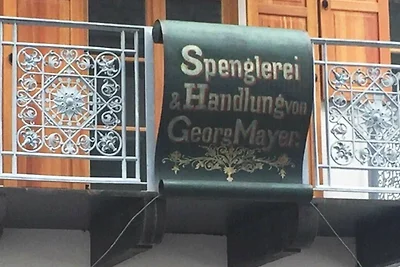 Spenglerei
& Handlung von
Georg Mayer.